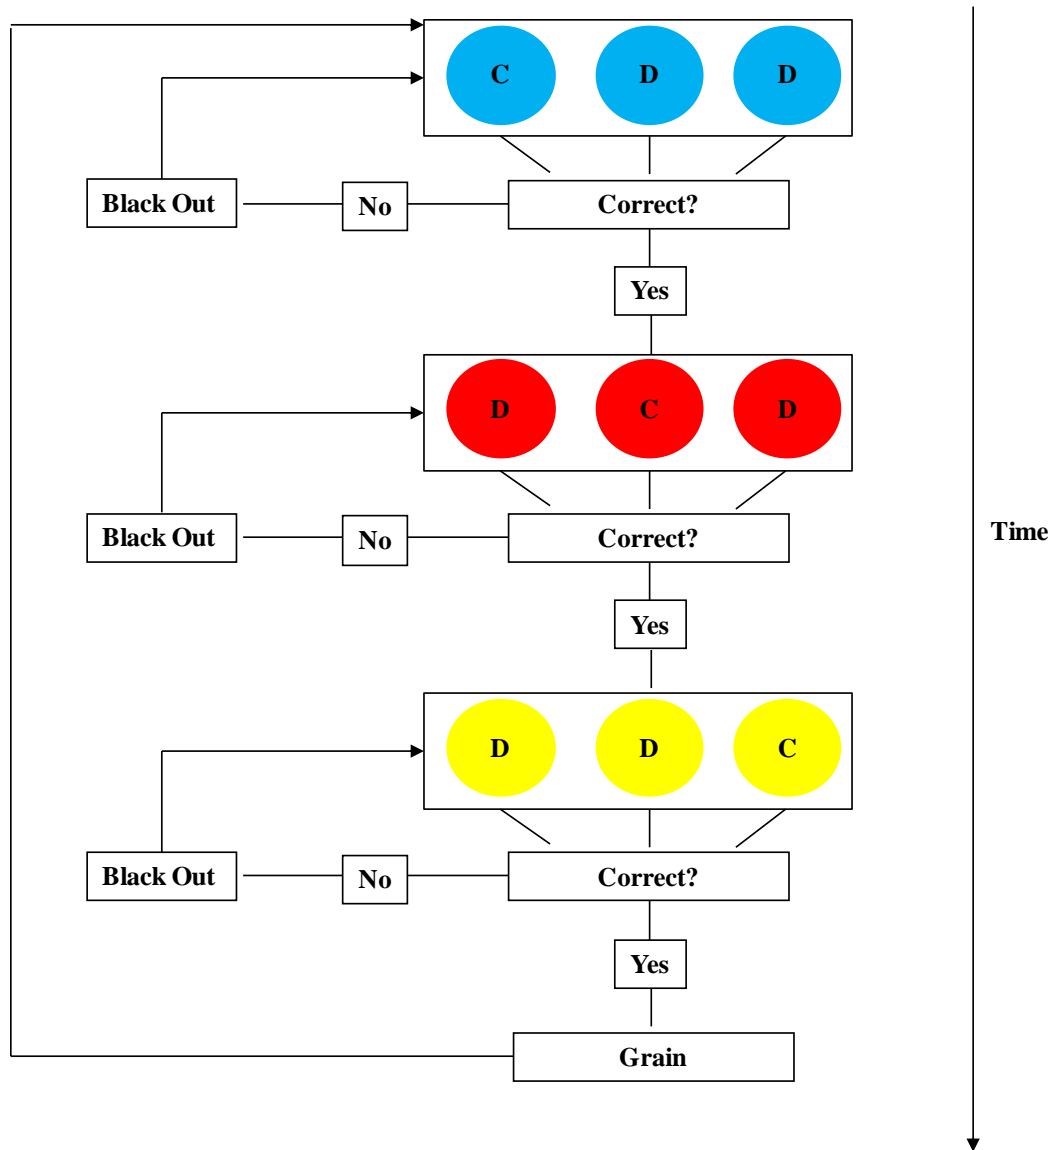 C D D
Black Out No Correct?
Yes
D C D
Black Out No Correct?
Time
Yes
D D C
Black Out No Correct?
Yes
Grain